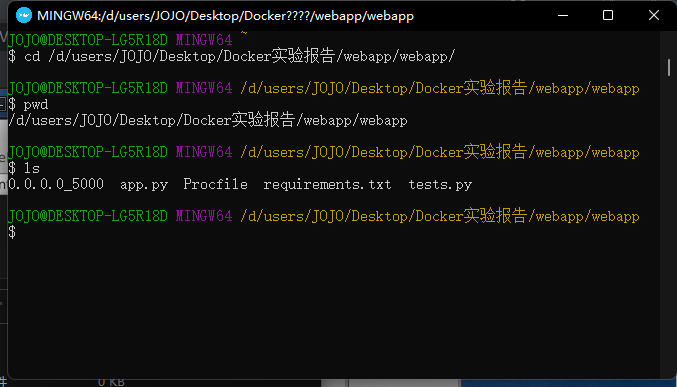 MINGW64:/d/users/JOJO/Desktop/Docker????/webapp/webapp
JOJO@DESKTOP-LG5R18D MINGW64 ~
$ cd /d/users/JOJO/Desktop/Docker实验报告/webapp/webapp/
JOJO@DESKTOP-LG5R18D MINGW64 /d/users/JOJO/Desktop/Docker实验报告/webapp/webapp
$ pwd
/d/users/JOJO/Desktop/Docker实验报告/webapp/webapp
JOJO@DESKTOP-LG5R18D MINGW64 /d/users/JOJO/Desktop/Docker实验报告/webapp/webapp
$ ls
0.0.0.0_5000  app.py  Procfile  requirements.txt  tests.py
JOJO@DESKTOP-LG5R18D MINGW64 /d/users/JOJO/Desktop/Docker实验报告/webapp/webapp
$
件 0 KB